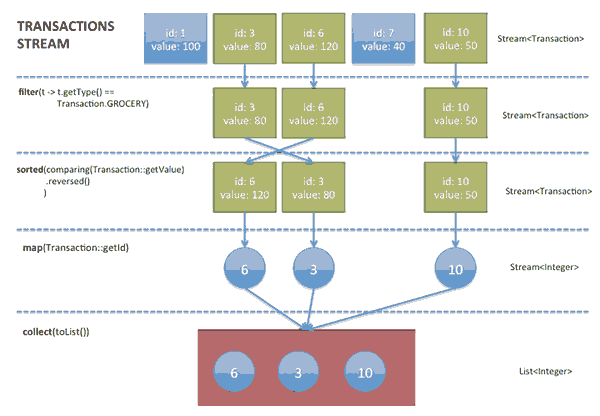 TRANSACTIONS
STREAM
id: 1
value: 100
id: 3
value: 80
id: 6
value: 120
id: 7
value: 40
id: 10
value: 50
Stream<Transaction>
filter(t -> t.getType() ==
Transaction.GROCERY)
id: 3
value: 80
id: 6
value: 120
id: 10
value: 50
Stream<Transaction>
sorted(comparing(Transaction::getValue)
.reversed()
)
id: 6
value: 120
id: 3
value: 80
id: 10
value: 50
Stream<Transaction>
map(Transaction::getId)
6
3
10
Stream<Integer>
collect(toList())
6
3
10
List<Integer>